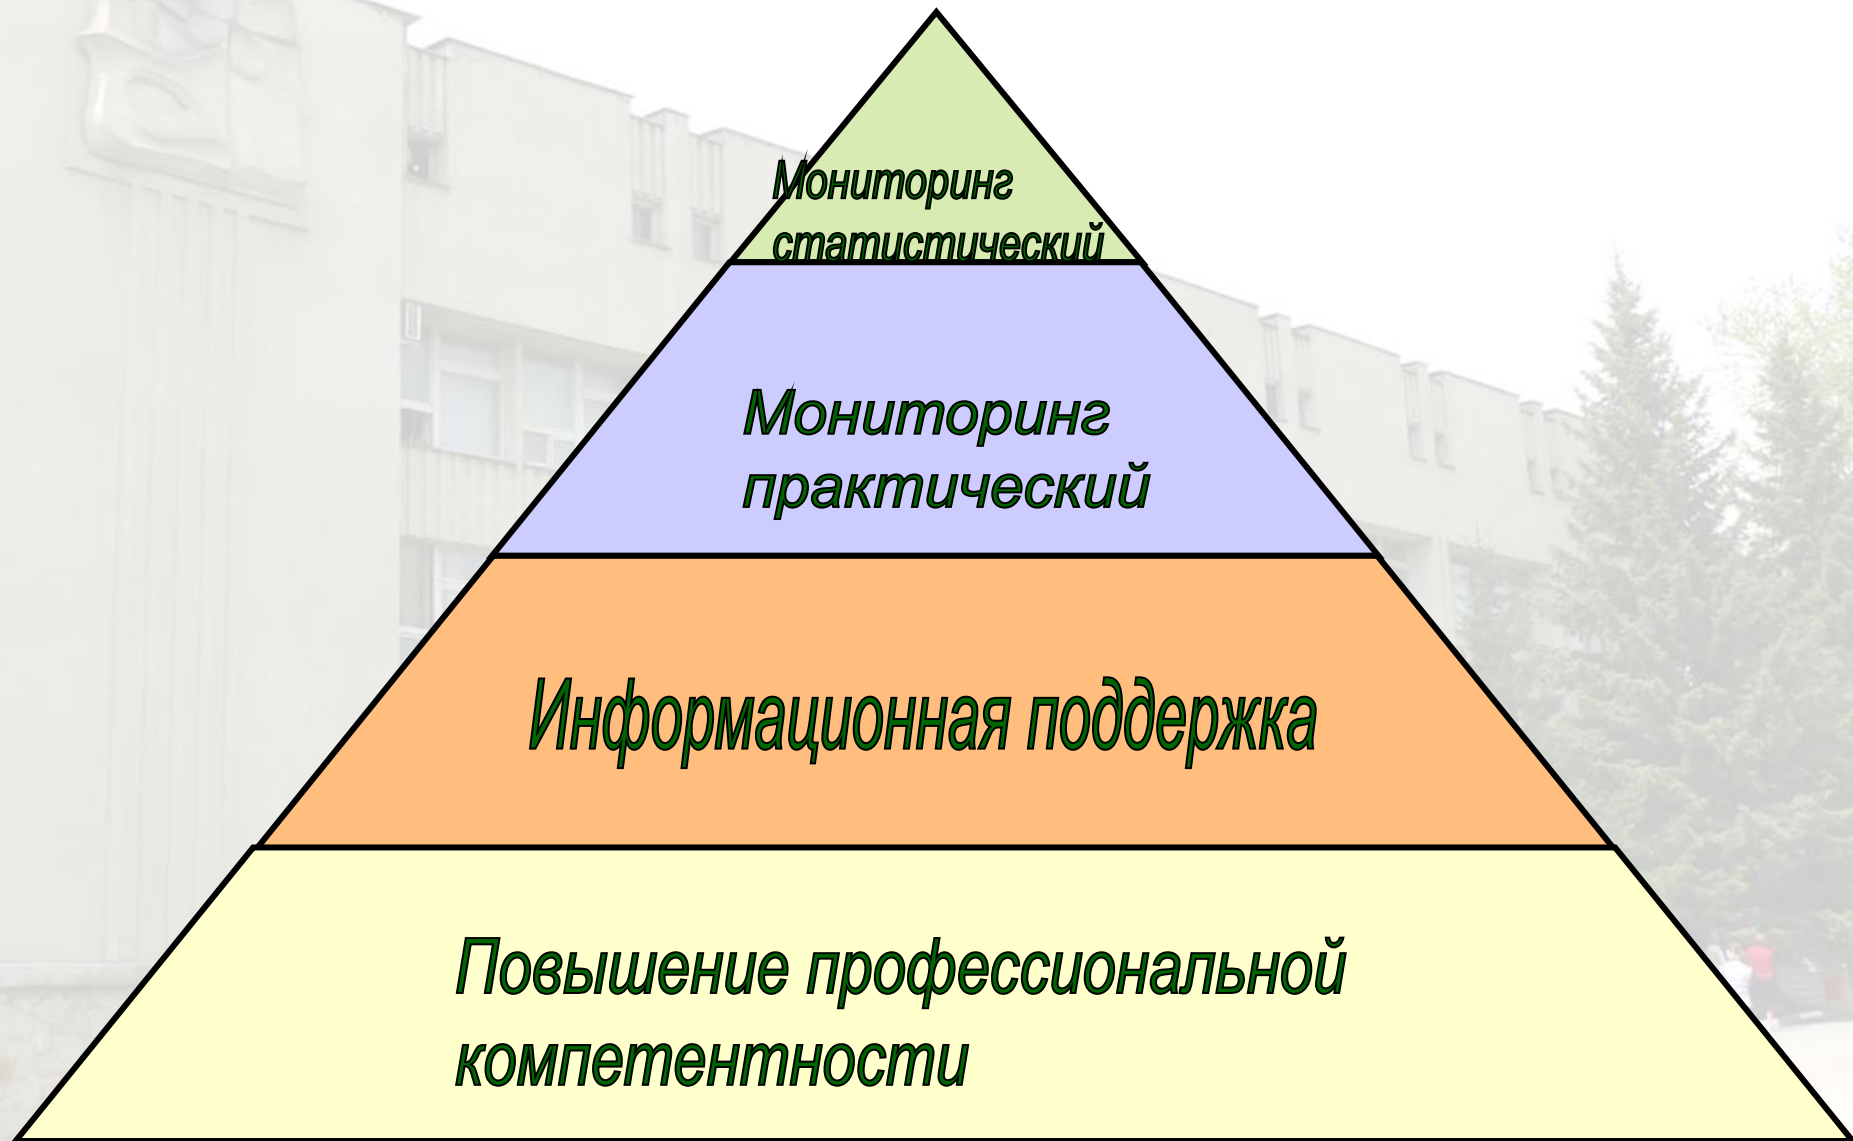 Мониторинг
статистический
Мониторинг
практический
Информационная поддержка
Повышение профессиональной
компетентности